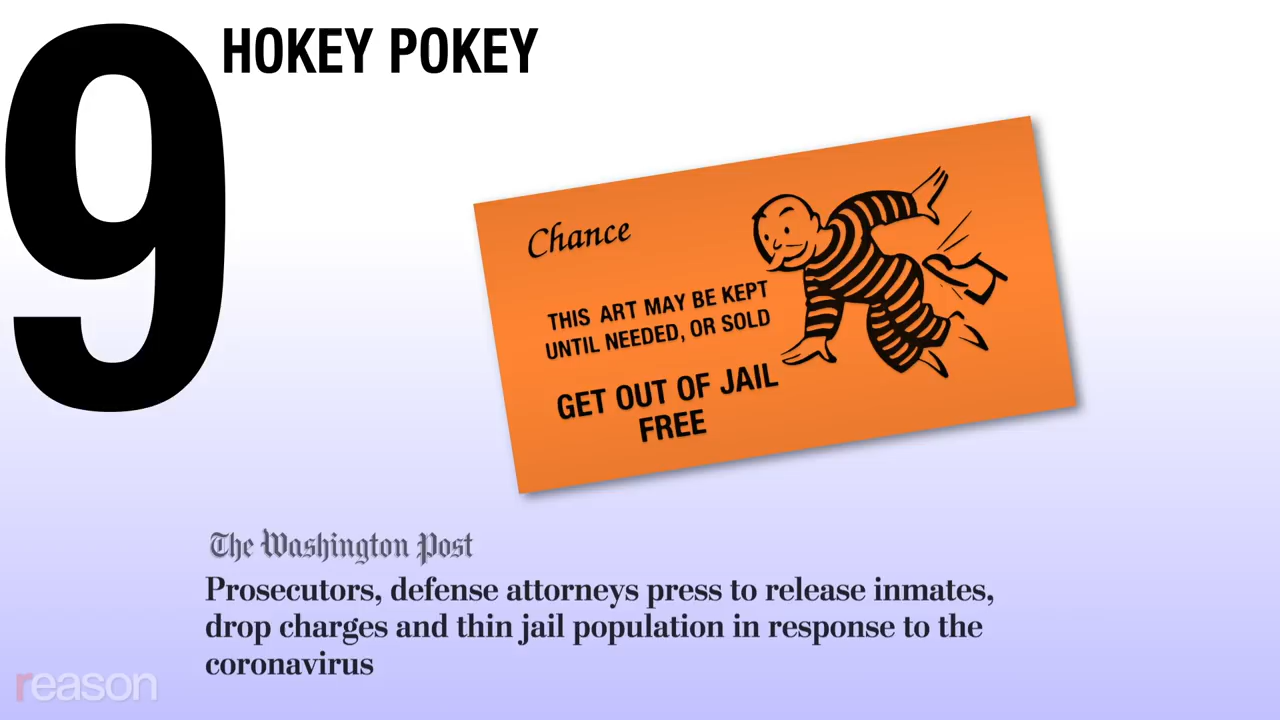 9
HOKEY POKEY
Chance
THIS ART MAY BE KEPT
UNTIL NEEDED, OR SOLD
GET OUT OF JAIL
FREE
The Washington Post
Prosecutors, defense attorneys press to release inmates,
drop charges and thin jail population in response to the
coronavirus
reason